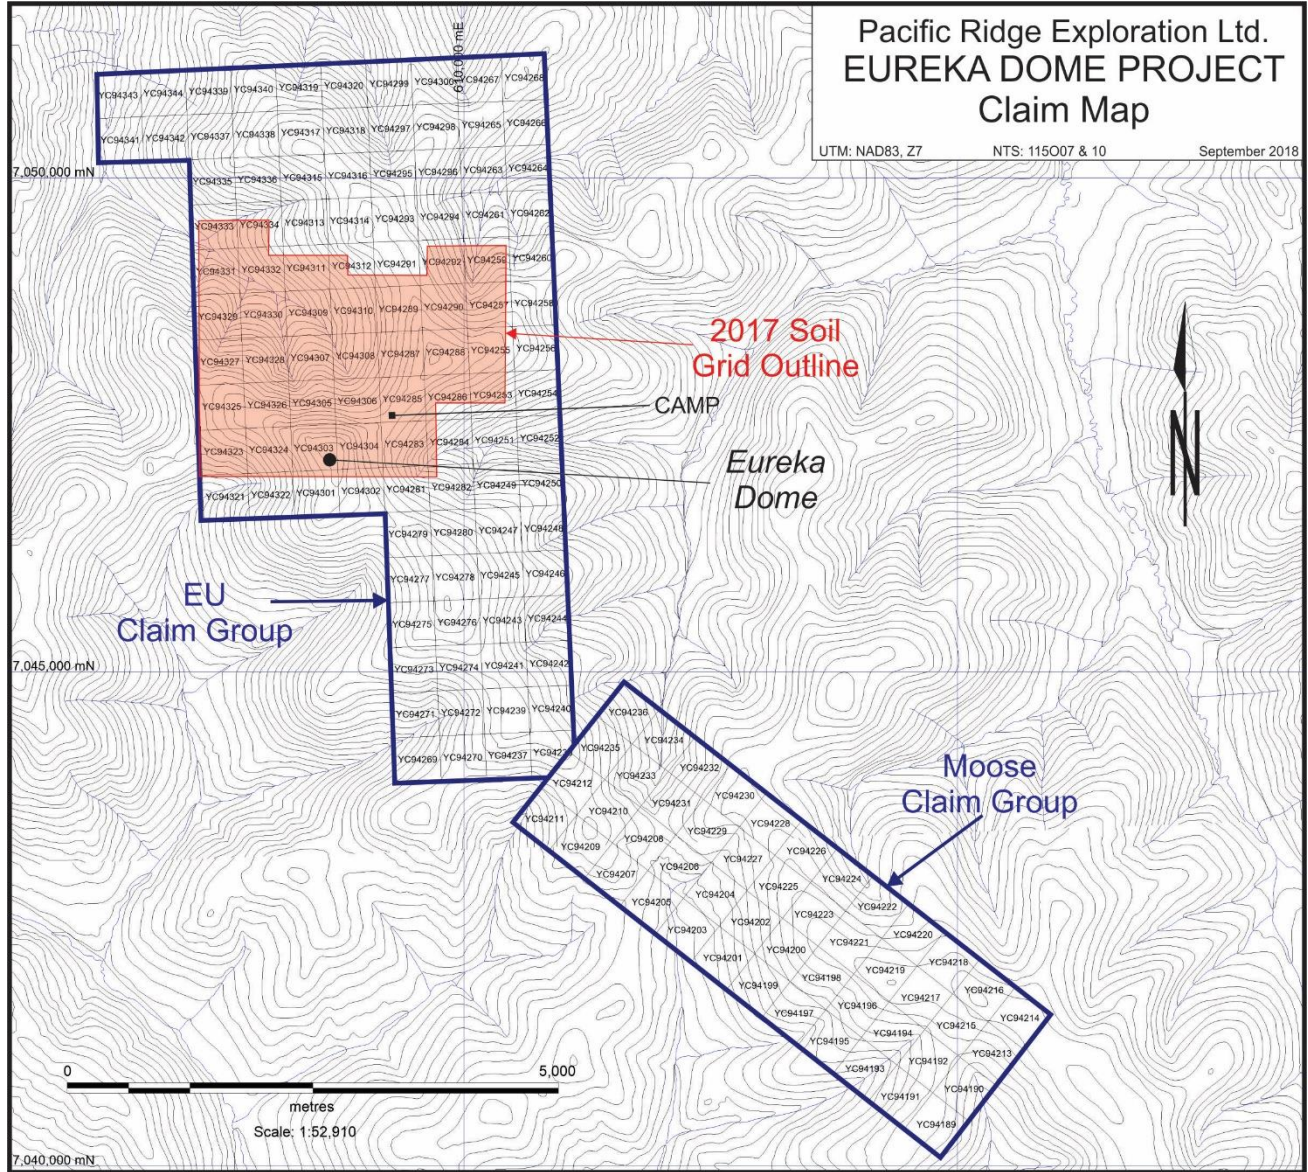 Pacific Ridge Exploration Ltd.
EUREKA DOME PROJECT
Claim Map
UTM: NAD83, Z7 NTS: 115O07 & 10 September 2018
610,000 mE
YC94343 YC94344 YC94339 YC94340 YC94319 YC94320 YC94299 YC94300 YC94267 YC94268
YC94341 YC94342 YC94337 YC94338 YC94317 YC94318 YC94297 YC94298 YC94265 YC94266
7,050,000 mN
YC94335 YC94336 YC94315 YC94316 YC94295 YC94296 YC94263 YC94264
YC94333 YC94334 YC94313 YC94314 YC94293 YC94294 YC94261 YC94262
YC94331 YC94332 YC94311 YC94312 YC94291 YC94292 YC94259 YC94260
YC94329 YC94330 YC94309 YC94310 YC94289 YC94290 YC94257 YC94258
YC94327 YC94328 YC94307 YC94308 YC94287 YC94288 YC94255 YC94256
YC94325 YC94326 YC94305 YC94306 YC94285 YC94286 YC94253 YC94254
YC94323 YC94324 YC94303 YC94304 YC94283 YC94284 YC94251 YC94252
YC94321 YC94322 YC94301 YC94302 YC94281 YC94282 YC94249 YC94250
YC94279 YC94280 YC94247 YC94248
YC94277 YC94278 YC94245 YC94246
YC94275 YC94276 YC94243 YC94244
YC94273 YC94274 YC94241 YC94242
YC94271 YC94272 YC94239 YC94240
YC94269 YC94270 YC94237
2017 Soil
Grid Outline
CAMP
Eureka
Dome
N
EU
Claim Group
7,045,000 mN
Moose
Claim Group
YC94236
YC94235 YC94234
YC94212 YC94233 YC94232
YC94211 YC94210 YC94231 YC94230
YC94209 YC94208 YC94229 YC94228
YC94207 YC94206 YC94227 YC94226
YC94205 YC94204 YC94225 YC94224
YC94203 YC94202 YC94223 YC94222
YC94201 YC94200 YC94221 YC94220
YC94199 YC94198 YC94219 YC94218
YC94197 YC94196 YC94217 YC94216
YC94195 YC94194 YC94215 YC94214
YC94193 YC94192 YC94213
YC94191 YC94190
YC94189
0 5,000
metres
Scale: 1:52,910
7,040,000 mN